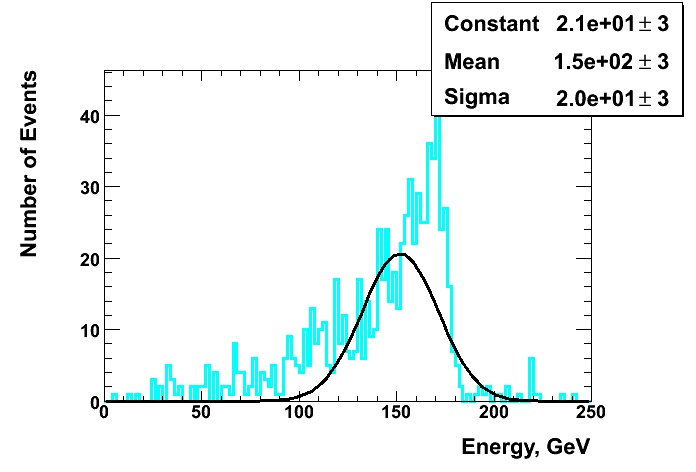 Constant 2.1e+01 ± 3
Mean 1.5e+02 ± 3
Sigma 2.0e+01 ± 3
Number of Events
40
30
20
10
0
0 50 100 150 200 250
Energy, GeV